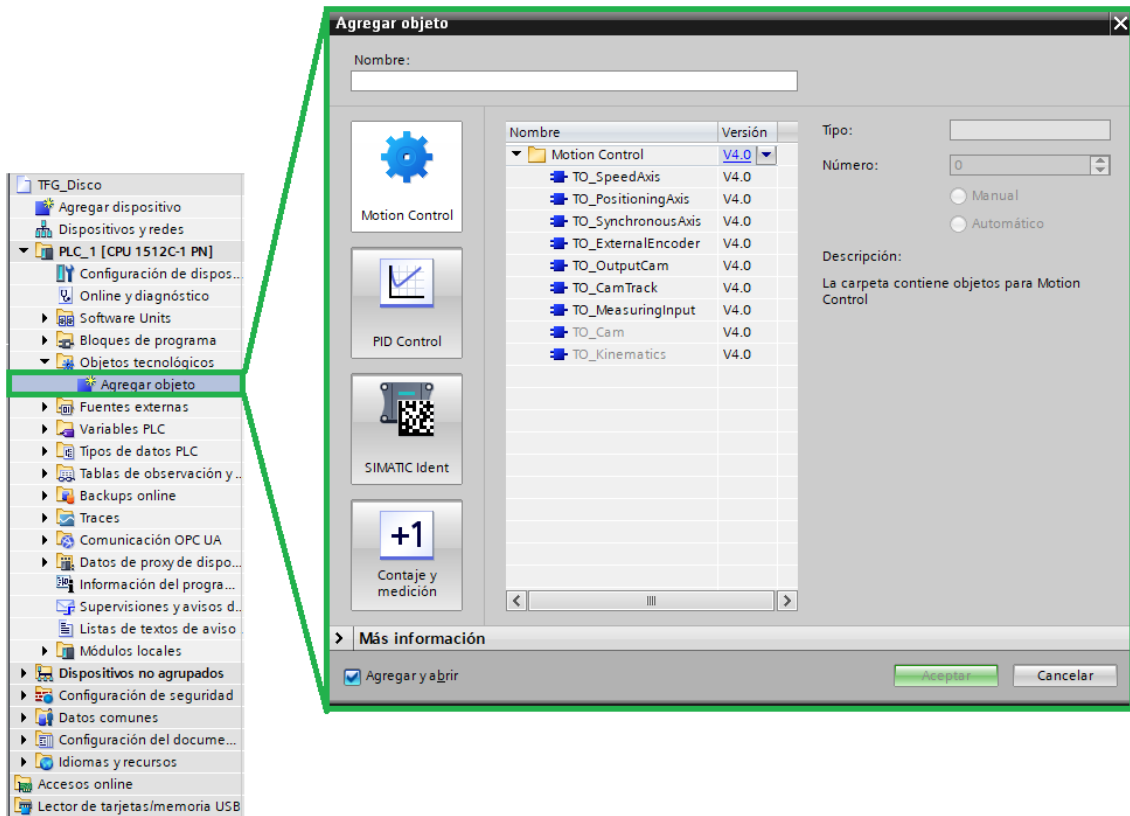 TFG_Disco
Agregar dispositivo
Dispositivos y redes
PLC_1 [CPU 1512C-1 PN]
Configuración de dispos...
Online y diagnóstico
Software Units
Bloques de programa
Objetos tecnológicos
Agregar objeto
Fuentes externas
Variables PLC
Tipos de datos PLC
Tablas de observación y ..
Backups online
Traces
Comunicación OPC UA
Datos de proxy de dispo...
Información del progra...
Supervisiones y avisos d..
Listas de textos de aviso
Módulos locales
Dispositivos no agrupados
Configuración de seguridad
Datos comunes
Configuración del docume...
Idiomas y recursos
Accesos online
Lector de tarjetas/memoria USB
Agregar objeto
Nombre:
Motion Control
PID Control
SIMATIC Ident
+1
Contaje y
medición
Nombre Versión
Motion Control V4.0
TO_SpeedAxis V4.0
TO_PositioningAxis V4.0
TO_SynchronousAxis V4.0
TO_ExternalEncoder V4.0
TO_OutputCam V4.0
TO_CamTrack V4.0
TO_MeasuringInput V4.0
TO_Cam V4.0
TO_Kinematics V4.0
Tipo:
Número: 0
Manual
Automático
Descripción:
La carpeta contiene objetos para Motion
Control
Más información
Agregar y abrir
Aceptar Cancelar